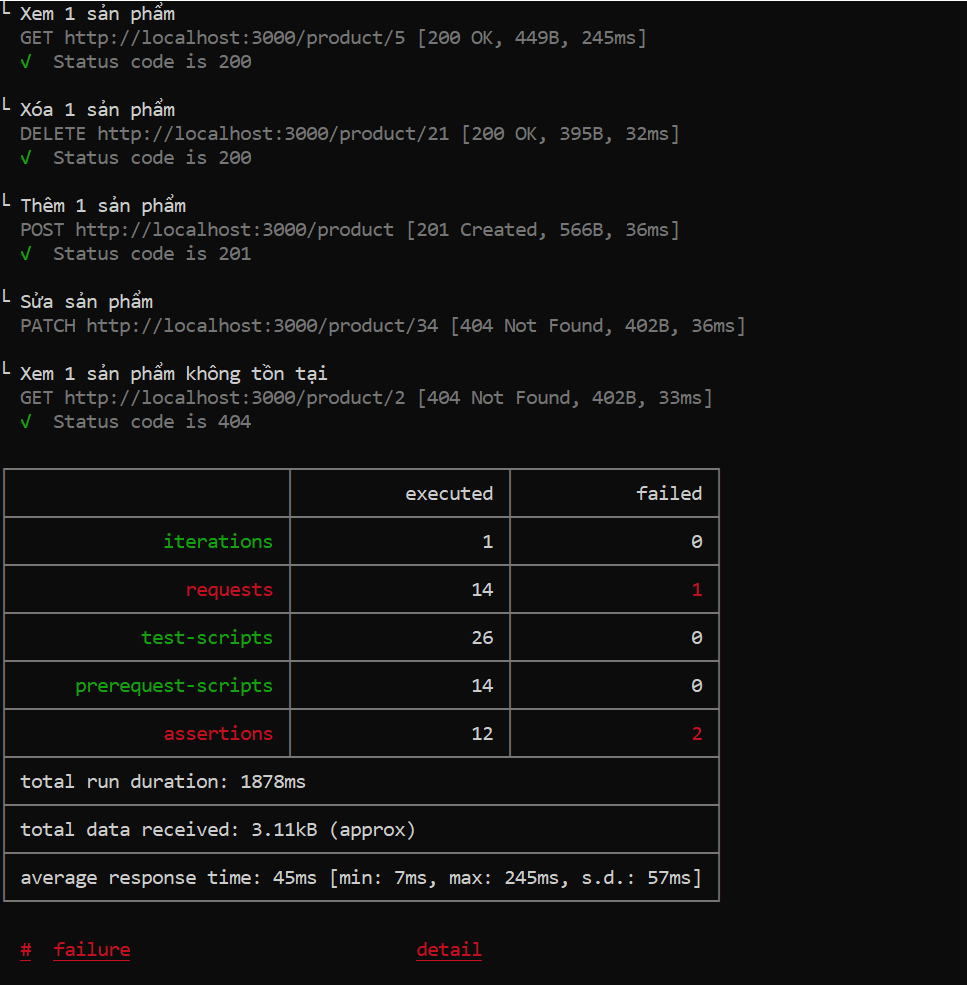 └ Xem 1 sản phẩm
GET http://localhost:3000/product/5 [200 OK, 449B, 245ms]
√ Status code is 200
└ Xóa 1 sản phẩm
DELETE http://localhost:3000/product/21 [200 OK, 395B, 32ms]
√ Status code is 200
└ Thêm 1 sản phẩm
POST http://localhost:3000/product [201 Created, 566B, 36ms]
√ Status code is 201
└ Sửa sản phẩm
PATCH http://localhost:3000/product/34 [404 Not Found, 402B, 36ms]
└ Xem 1 sản phẩm không tồn tại
GET http://localhost:3000/product/2 [404 Not Found, 402B, 33ms]
√ Status code is 404
executed failed
iterations 1 0
requests 14 1
test-scripts 26 0
prerequest-scripts 14 0
assertions 12 2
total run duration: 1878ms
total data received: 3.11kB (approx)
average response time: 45ms [min: 7ms, max: 245ms, s.d.: 57ms]
# failure detail